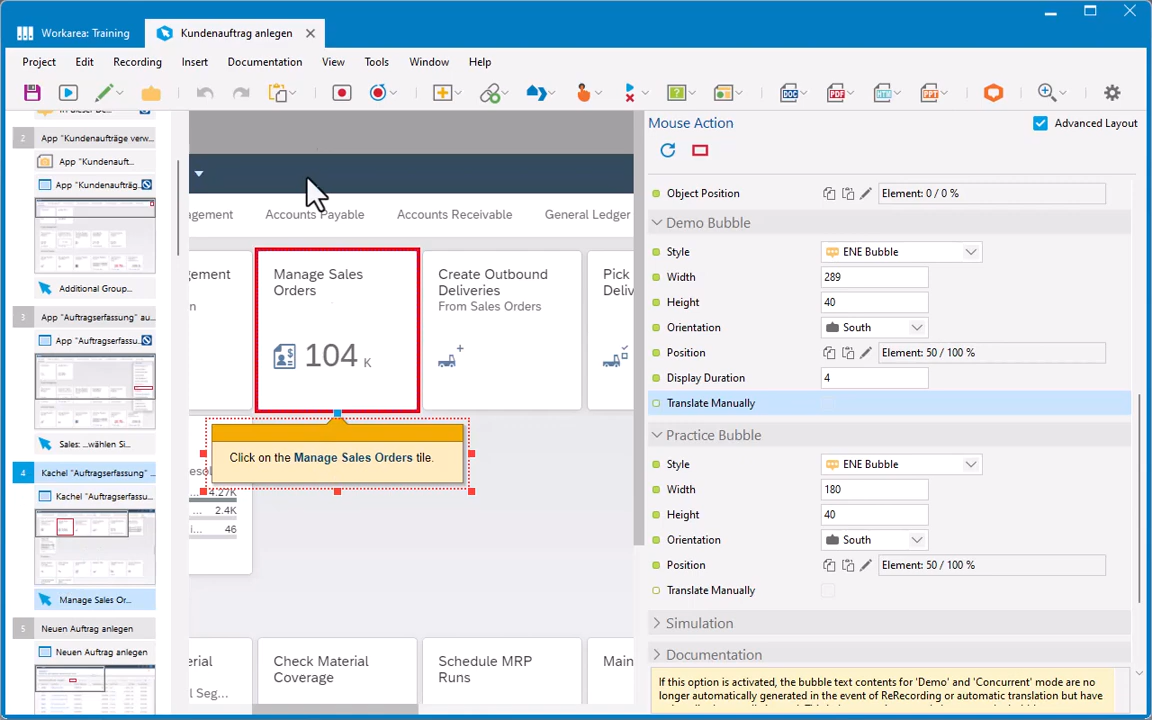 Workarea: Training
Kundenauftrag anlegen
Project Edit Recording Insert Documentation View Tools Window Help
DOC PDF HTM PPT
2 App "Kundenaufträge verw...
App "Kundenauft...
App "Kundenaufträg.
Additional Group...
3 App "Auftragserfassung" au
App "Auftragserfassu.
Sales: ...wählen Si...
4 Kachel "Auftragserfassung" ...
Kachel "Auftragserfassu...
Manage Sales Or...
5 Neuen Auftrag anlegen
Neuen Auftrag anlegen
agement Accounts Payable Accounts Receivable General Ledger
gement
n
Manage Sales
Orders
104 K
Create Outbound
Deliveries
From Sales Orders
Pick
Deliv
Click on the Manage Sales Orders tile.
esol
4.27K
... 2.4K
i... 46
erial
l Seg...
Check Material
Coverage
Schedule MRP
Runs
Main
Mouse Action
Advanced Layout
Object Position Element: 0 / 0 %
Demo Bubble
Style ENE Bubble
Width 289
Height 40
Orientation South
Position Element: 50 / 100 %
Display Duration 4
Translate Manually
Practice Bubble
Style ENE Bubble
Width 180
Height 40
Orientation South
Position Element: 50 / 100 %
Translate Manually
Simulation
Documentation
If this option is activated, the bubble text contents for 'Demo' and 'Concurrent' mode are no
longer automatically generated in the event of ReRecording or automatic translation but have